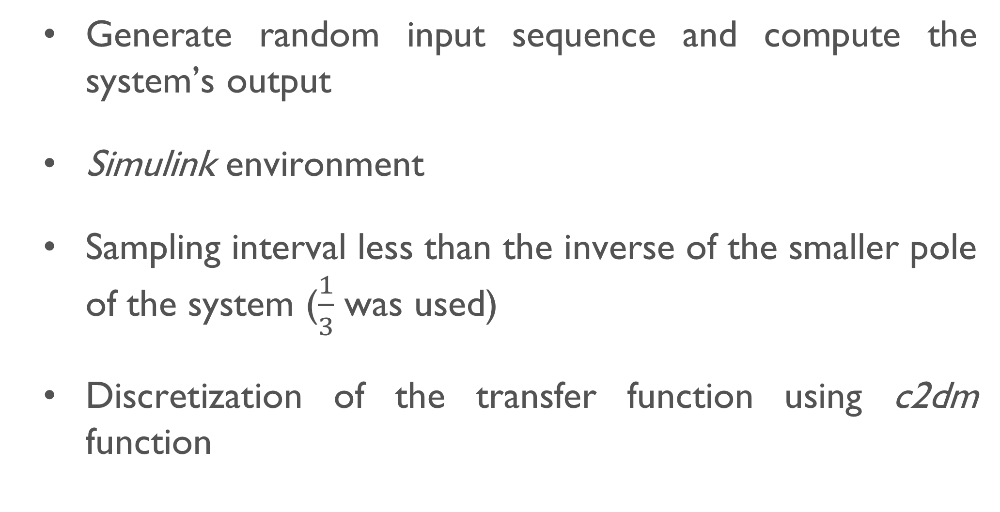 • Generate random input sequence and compute the
system’s output
• Simulink environment
• Sampling interval less than the inverse of the smaller pole
of the system (1/3 was used)
• Discretization of the transfer function using c2dm
function